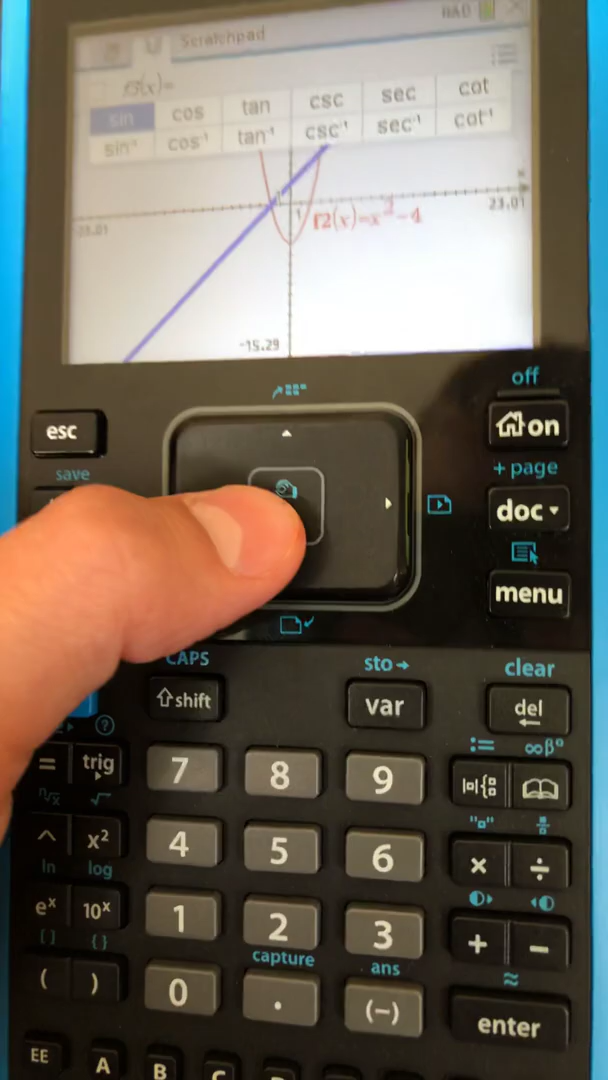 RAD
Scratchpad
f3(x)=
sin cos tan csc sec cot
sin⁻¹ cos⁻¹ tan⁻¹ csc⁻¹ sec⁻¹ cot⁻¹
x
1
23.01
f2(x)=x²-4
-23.01
-15.29
off
esc
on
save
+ page
doc ▾
menu
CAPS sto → clear
shift var del
:= ∞β°
= trig 7 8 9
ⁿ√x √ "▫"
^ x² 4 5 6 × ÷
ln log
eˣ 10ˣ 1 2 3 + −
[ ] { } capture ans ≈
( ) 0 . (−) enter
EE A B C